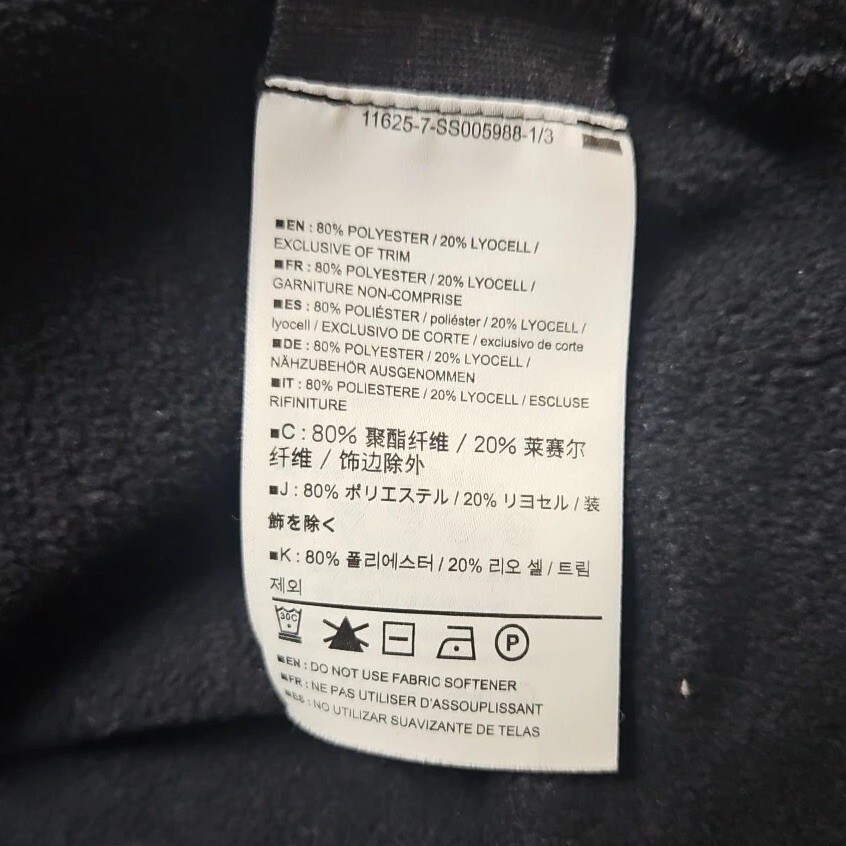 11625-7-SS005988-1/3
■EN : 80% POLYESTER / 20% LYOCELL /
EXCLUSIVE OF TRIM
■FR : 80% POLYESTER / 20% LYOCELL /
GARNITURE NON-COMPRISE
■ES : 80% POLIÉSTER / poliéster / 20% LYOCELL /
lyocell / EXCLUSIVO DE CORTE / exclusivo de corte
■DE : 80% POLYESTER / 20% LYOCELL /
NÄHZUBEHÖR AUSGENOMMEN
■IT : 80% POLIESTERE / 20% LYOCELL / ESCLUSE
RIFINITURE
■C : 80% 聚酯纤维 / 20% 莱赛尔
纤维 / 饰边除外
■J : 80% ポリエステル / 20% リヨセル / 装
飾を除く
■K : 80% 폴리에스터 / 20% 리오 셀 / 트림
제외
30C P
■EN : DO NOT USE FABRIC SOFTENER
■FR : NE PAS UTILISER D'ASSOUPLISSANT
■ES : NO UTILIZAR SUAVIZANTE DE TELAS